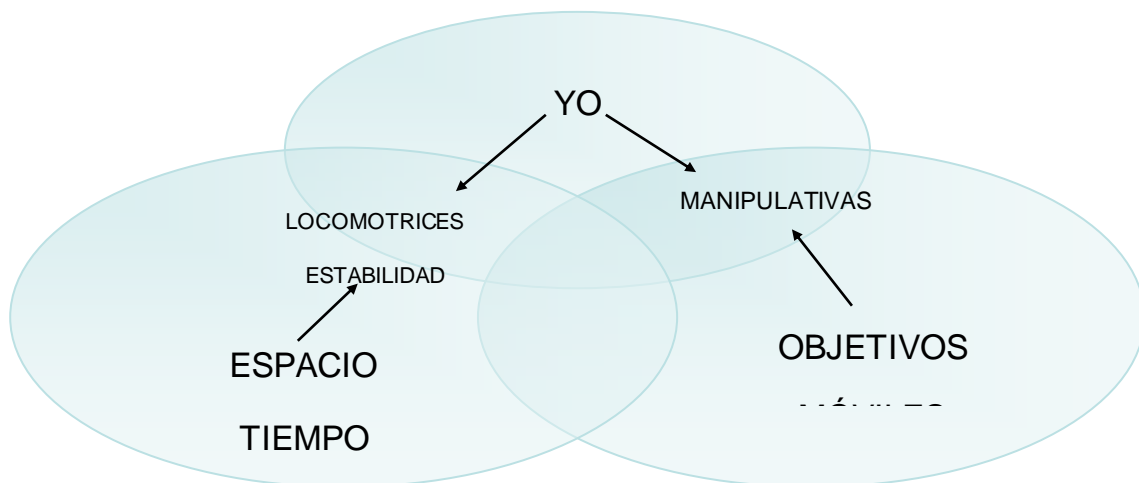 YO
MANIPULATIVAS
LOCOMOTRICES
ESTABILIDAD
OBJETIVOS
ESPACIO
TIEMPO